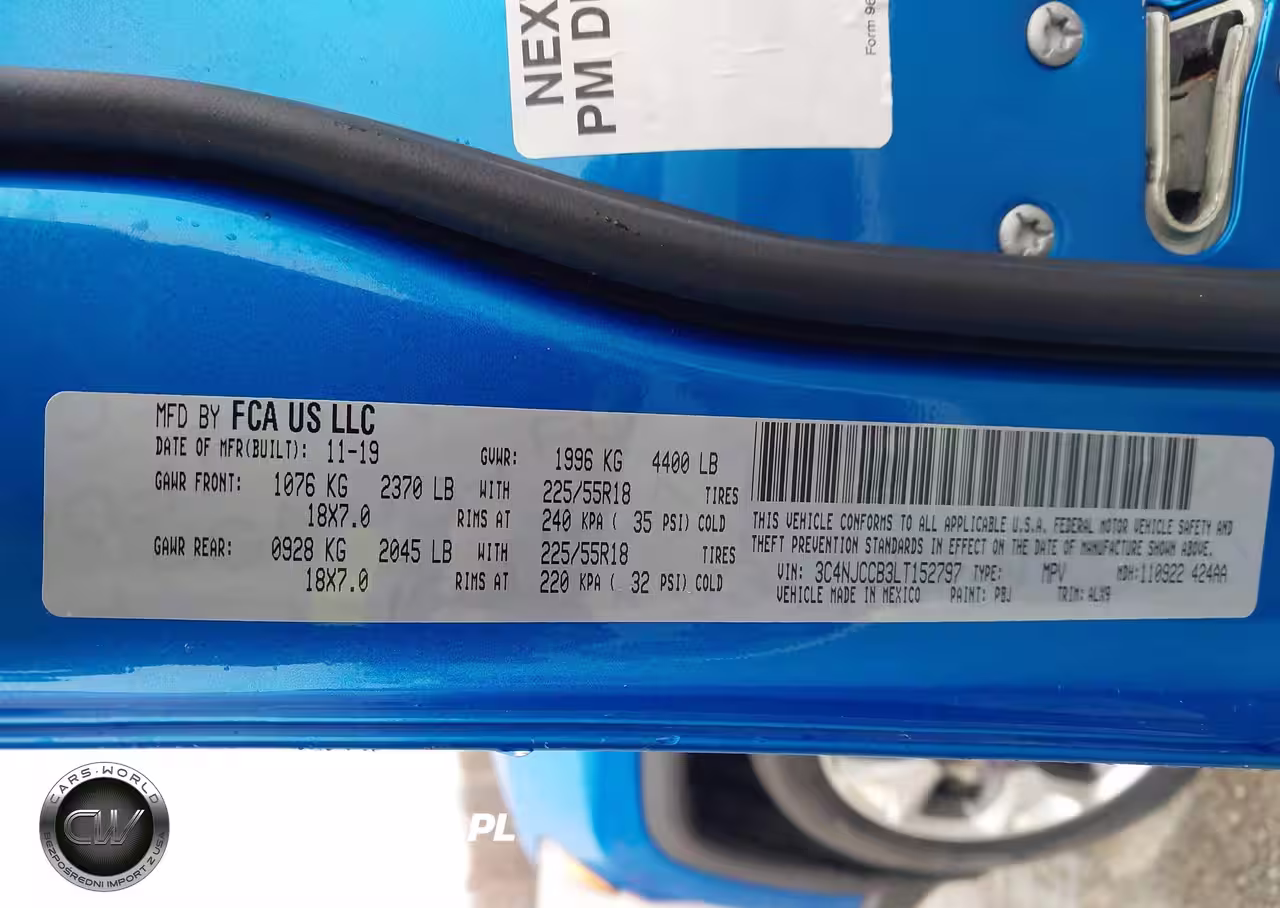 NEX
PM D
Form 96
MFD BY FCA US LLC
DATE OF MFR(BUILT): 11-19 GVWR: 1996 KG 4400 LB
GAWR FRONT: 1076 KG 2370 LB WITH 225/55R18 TIRES
18X7.0 RIMS AT 240 KPA ( 35 PSI) COLD
GAWR REAR: 0928 KG 2045 LB WITH 225/55R18 TIRES
18X7.0 RIMS AT 220 KPA ( 32 PSI) COLD
THIS VEHICLE CONFORMS TO ALL APPLICABLE U.S.A. FEDERAL MOTOR VEHICLE SAFETY AND
THEFT PREVENTION STANDARDS IN EFFECT ON THE DATE OF MANUFACTURE SHOWN ABOVE.
VIN: 3C4NJCCB3LT152797 TYPE: MPV MDH: 110922 424AA
VEHICLE MADE IN MEXICO PAINT: PBJ TRIM: ALX9
CARS-WORLD
CW
BEZPOŚREDNI IMPORT Z USA
.PL